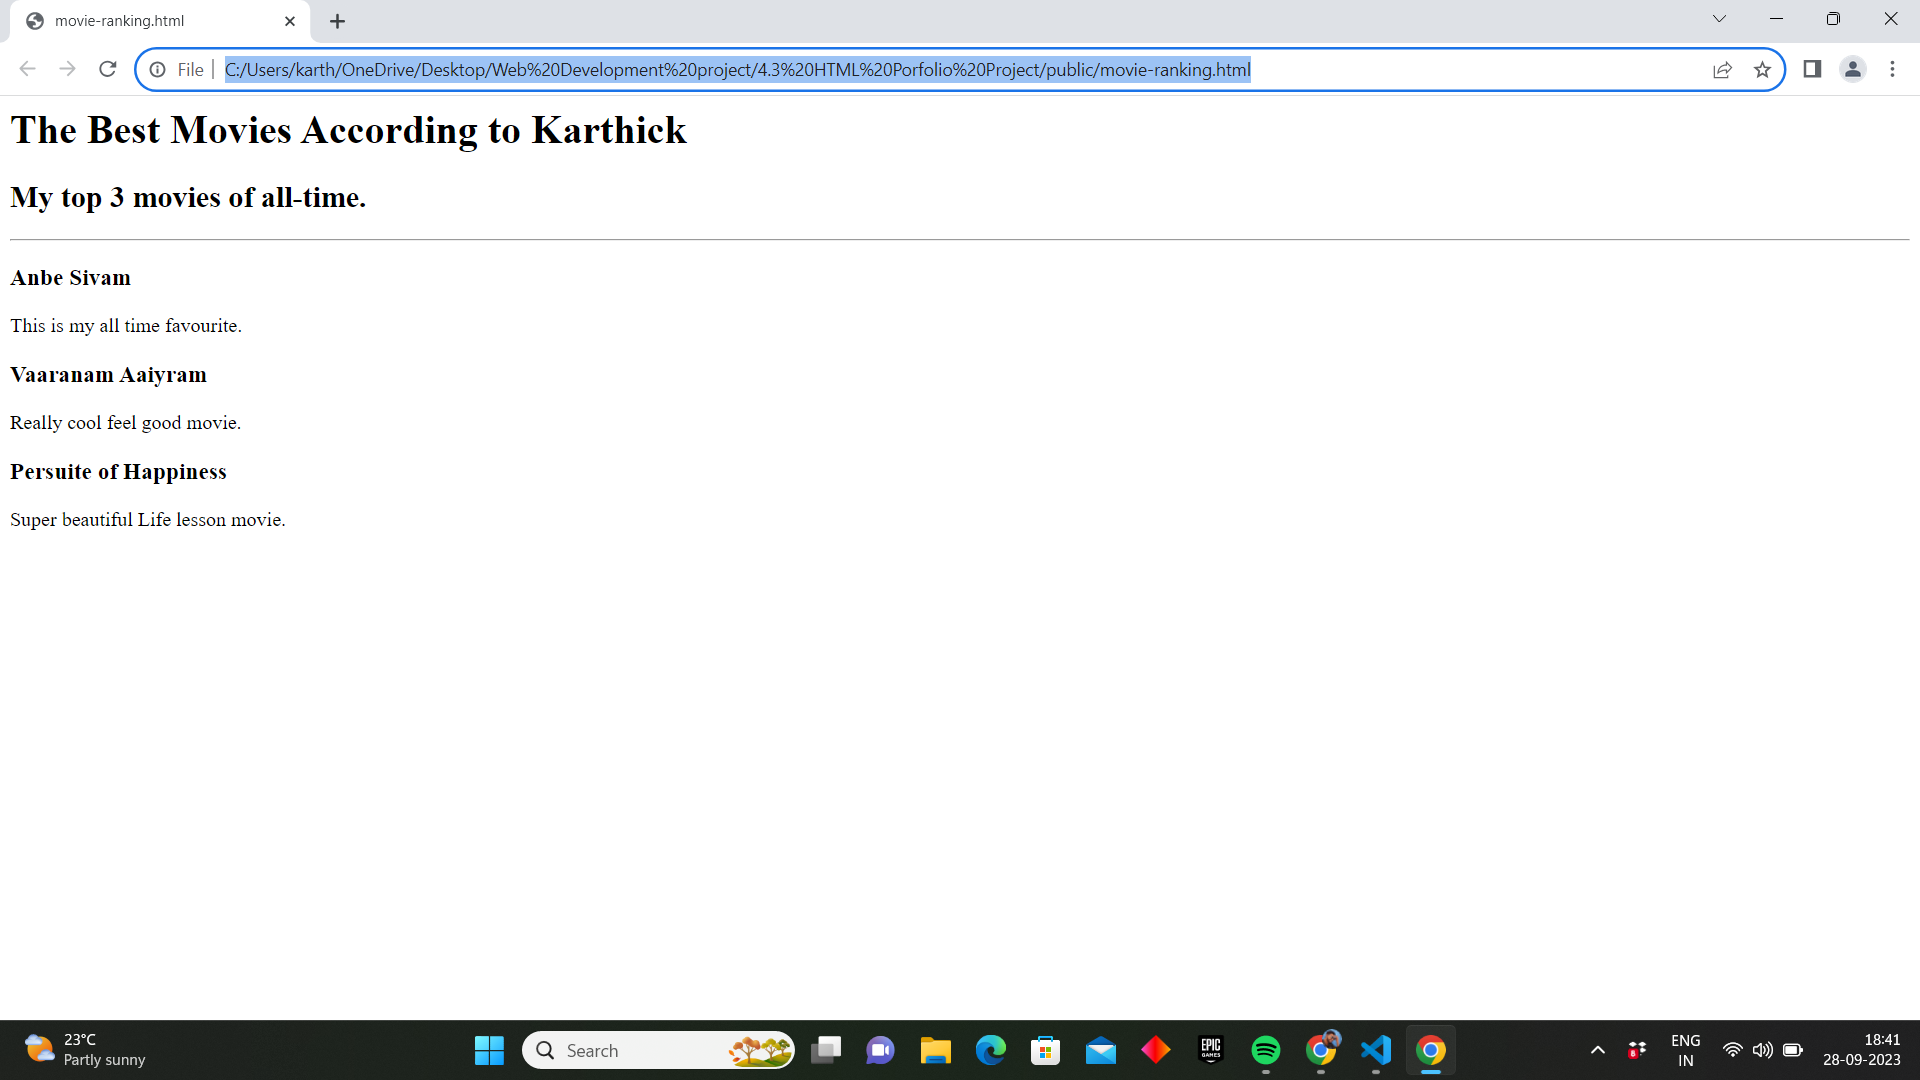 movie-ranking.html
File C:/Users/karth/OneDrive/Desktop/Web%20Development%20project/4.3%20HTML%20Porfolio%20Project/public/movie-ranking.html
The Best Movies According to Karthick
My top 3 movies of all-time.
Anbe Sivam
This is my all time favourite.
Vaaranam Aaiyram
Really cool feel good movie.
Persuite of Happiness
Super beautiful Life lesson movie.
23°C
Partly sunny
Search
EPIC
GAMES
8
ENG
IN
18:41
28-09-2023